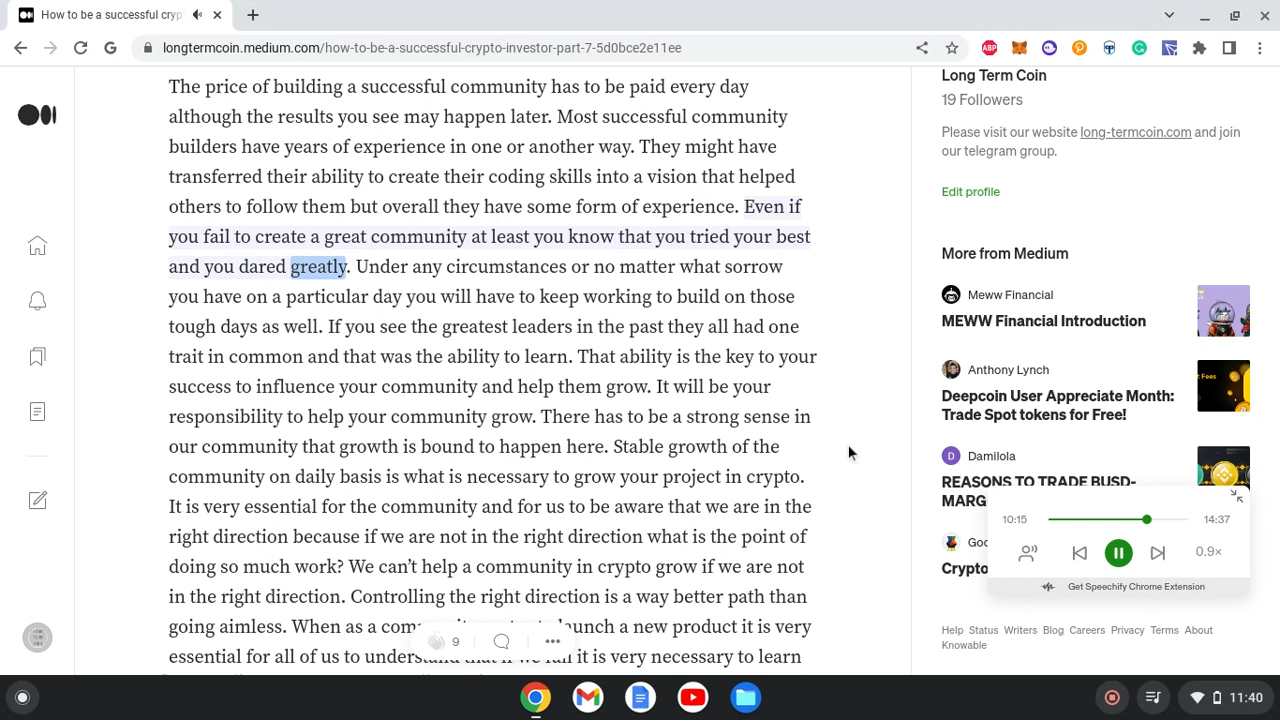 How to be a successful cryp
longtermcoin.medium.com/how-to-be-a-successful-crypto-investor-part-7-5d0bce2e11ee
ABP
The price of building a successful community has to be paid every day
although the results you see may happen later. Most successful community
builders have years of experience in one or another way. They might have
transferred their ability to create their coding skills into a vision that helped
others to follow them but overall they have some form of experience. Even if
you fail to create a great community at least you know that you tried your best
and you dared greatly. Under any circumstances or no matter what sorrow
you have on a particular day you will have to keep working to build on those
tough days as well. If you see the greatest leaders in the past they all had one
trait in common and that was the ability to learn. That ability is the key to your
success to influence your community and help them grow. It will be your
responsibility to help your community grow. There has to be a strong sense in
our community that growth is bound to happen here. Stable growth of the
community on daily basis is what is necessary to grow your project in crypto.
It is very essential for the community and for us to be aware that we are in the
right direction because if we are not in the right direction what is the point of
doing so much work? We can't help a community in crypto grow if we are not
in the right direction. Controlling the right direction is a way better path than
going aimless. When as a launch a new product it is very
essential for all of us to understand that if we fail it is very necessary to learn
9
Long Term Coin
19 Followers
Please visit our website long-termcoin.com and join
our telegram group.
Edit profile
More from Medium
Meww Financial
MEWW Financial Introduction
Anthony Lynch
Deepcoin User Appreciate Month:
Trade Spot tokens for Free!
Damilola
REASONS TO TRADE BUSD-
MARG
Goo
Crypto
10:15
14:37
0.9×
Get Speechify Chrome Extension
Help Status Writers Blog Careers Privacy Terms About
Knowable
11:40